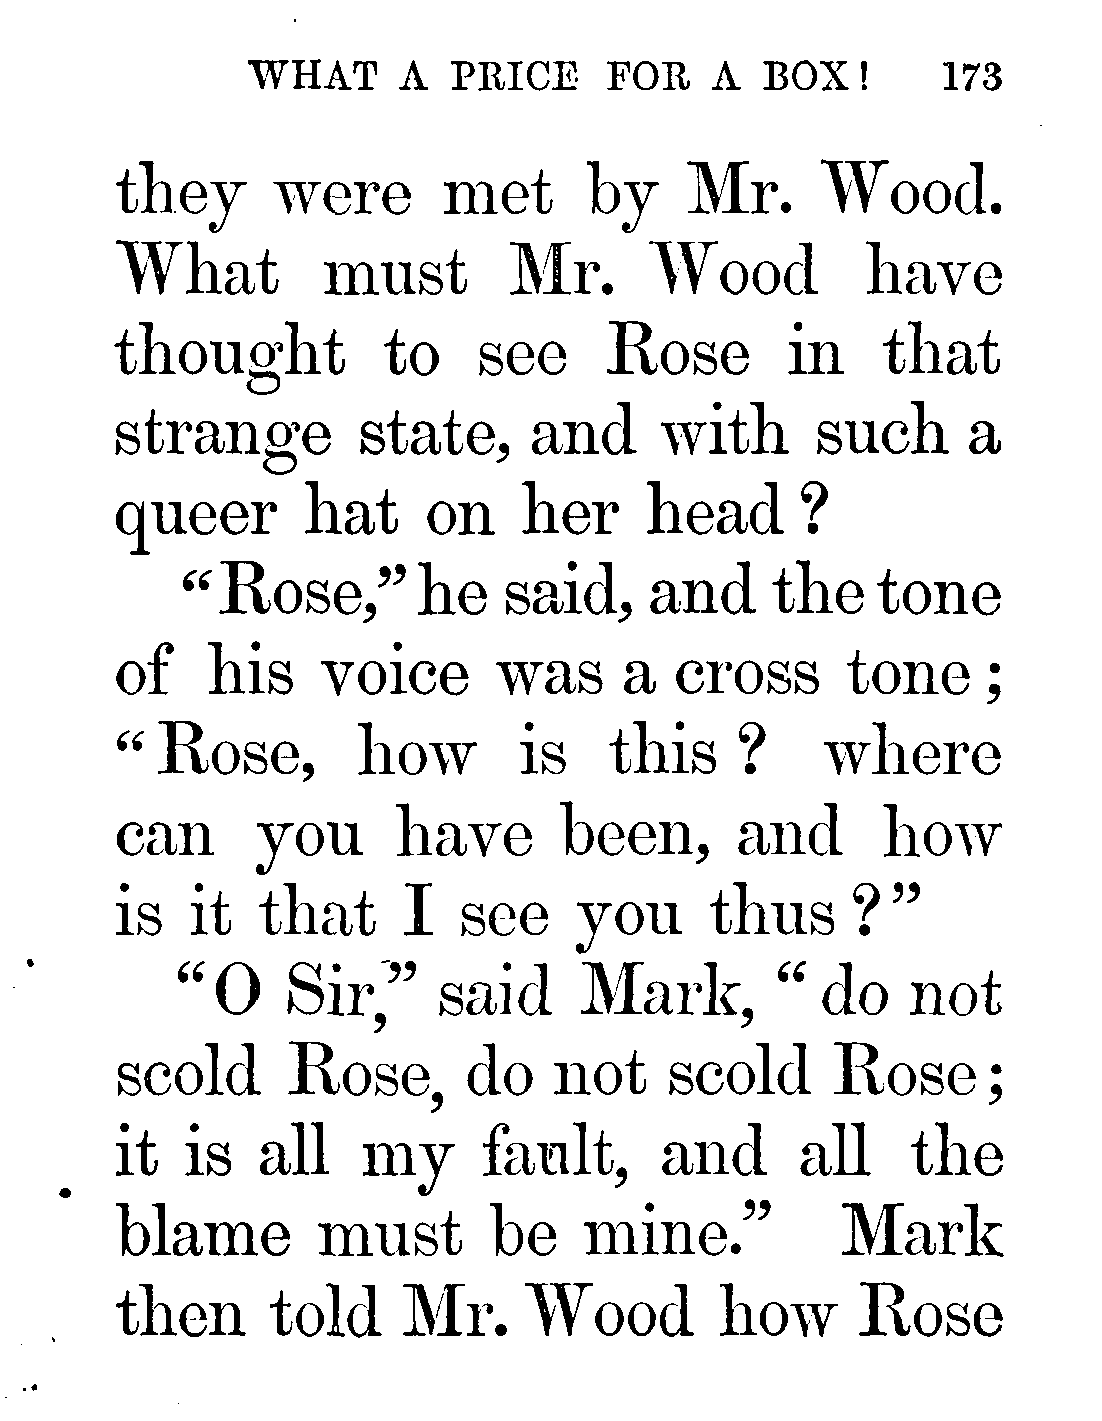 WHAT A PRICE FOR A BOX! 173
they were met by Mr. Wood.
What must Mr. Wood have
thought to see Rose in that
strange state, and with such a
queer hat on her head?
“Rose,” he said, and the tone
of his voice was a cross tone;
“Rose, how is this? where
can you have been, and how
is it that I see you thus?”
“O Sir,” said Mark, “do not
scold Rose, do not scold Rose;
it is all my fault, and all the
blame must be mine.” Mark
then told Mr. Wood how Rose